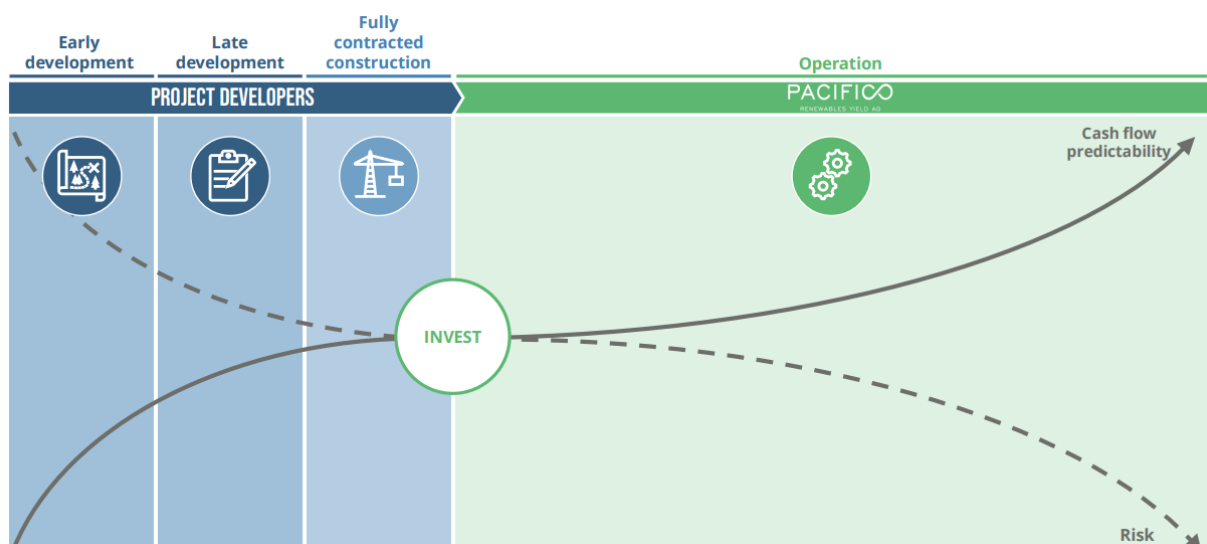 Early
development
Late
development
Fully
contracted
construction
Operation
PROJECT DEVELOPERS
PACIFICO
RENEWABLES YIELD AG
Cash flow
predictability
INVEST
Risk